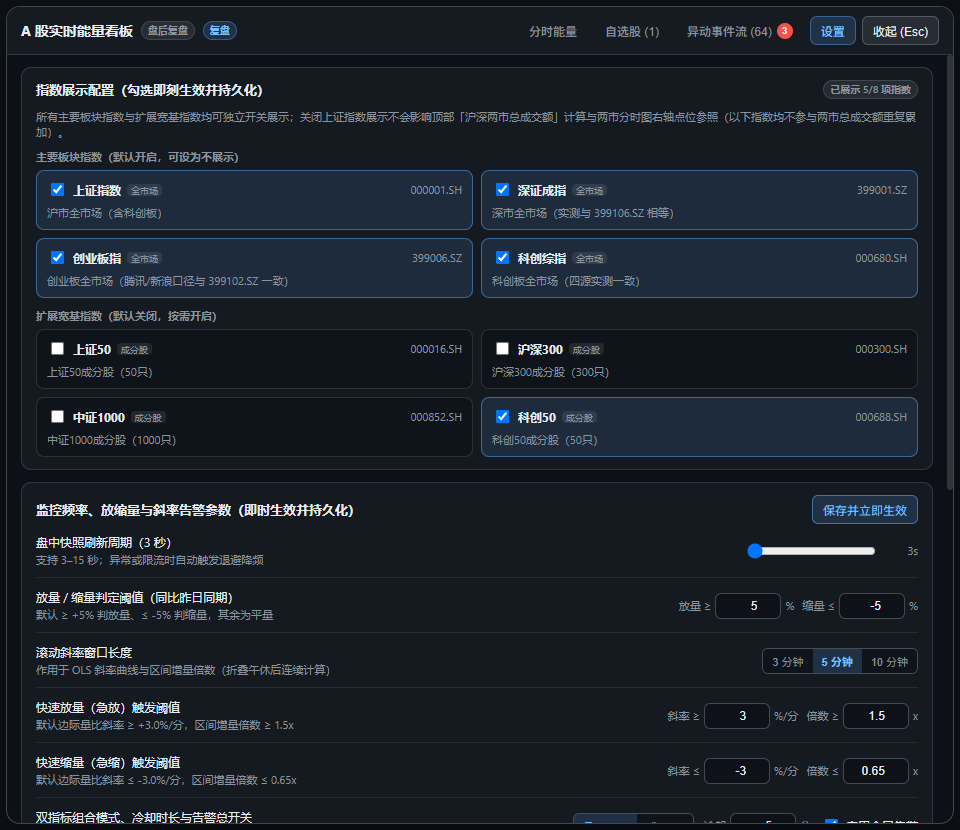 A 股实时能量看板 盘后复盘 复盘 分时能量 自选股 (1) 异动事件流 (64) 3 设置 收起 (Esc)
指数展示配置（勾选即刻生效并持久化） 已展示 5/8 项指数
所有主要板块指数与扩展宽基指数均可独立开关展示；关闭上证指数展示不会影响顶部「沪深两市总成交额」计算与两市分时图右轴点位参照（以下指数均不参与两市总成交额重复累
加）。
主要板块指数（默认开启，可设为不展示）
上证指数 全市场 000001.SH
沪市全市场（含科创板）
深证成指 全市场 399001.SZ
深市全市场（实测与 399106.SZ 相等）
创业板指 全市场 399006.SZ
创业板全市场（腾讯/新浪口径与 399102.SZ 一致）
科创综指 全市场 000680.SH
科创板全市场（四源实测一致）
扩展宽基指数（默认关闭，按需开启）
上证50 成分股 000016.SH
上证50成分股（50只）
沪深300 成分股 000300.SH
沪深300成分股（300只）
中证1000 成分股 000852.SH
中证1000成分股（1000只）
科创50 成分股 000688.SH
科创50成分股（50只）
监控频率、放缩量与斜率告警参数（即时生效并持久化） 保存并立即生效
盘中快照刷新周期（3 秒） 3s
支持 3–15 秒；异常或限流时自动触发退避降频
放量 / 缩量判定阈值（同比昨日同期） 放量 ≥ 5 % 缩量 ≤ -5 %
默认 ≥ +5% 判放量、≤ -5% 判缩量，其余为平量
滚动斜率窗口长度 3 分钟 5 分钟 10 分钟
作用于 OLS 斜率曲线与区间增量倍数（折叠午休后连续计算）
快速放量（急放）触发阈值 斜率 ≥ 3 %/分 倍数 ≥ 1.5 x
默认边际量比斜率 ≥ +3.0%/分，区间增量倍数 ≥ 1.5x
快速缩量（急缩）触发阈值 斜率 ≤ -3 %/分 倍数 ≤ 0.65 x
默认边际量比斜率 ≤ -3.0%/分，区间增量倍数 ≤ 0.65x
双指标组合模式、冷却时长与告警总开关